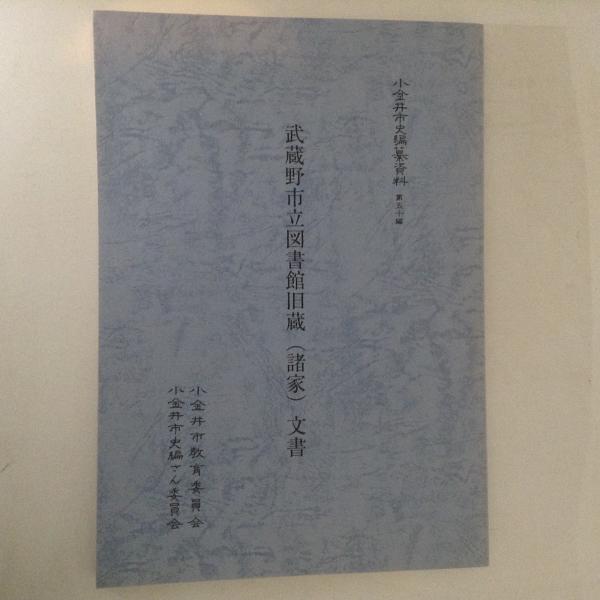 小金井市史編纂資料 第五十編
武蔵野市立図書館旧蔵(諸家)文書
小金井市教育委員会
小金井市史編さん委員会